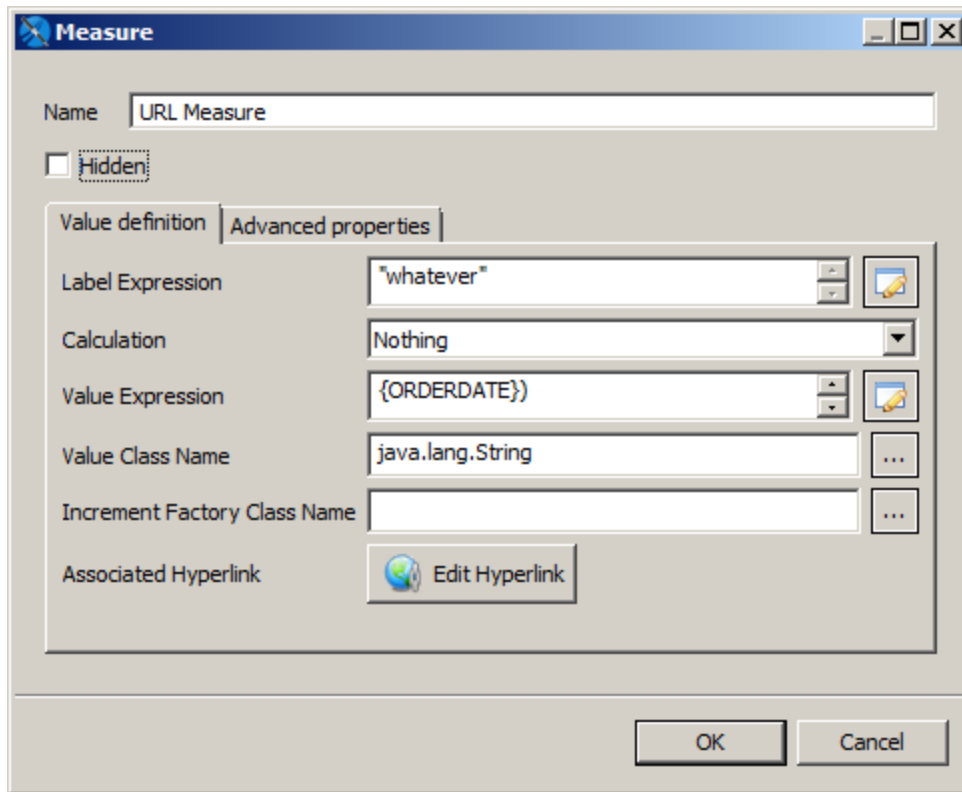 Measure
Name URL Measure
Hidden
Value definition Advanced properties
Label Expression "whatever"
Calculation Nothing
Value Expression {ORDERDATE})
Value Class Name java.lang.String ...
Increment Factory Class Name ...
Associated Hyperlink Edit Hyperlink
OK Cancel